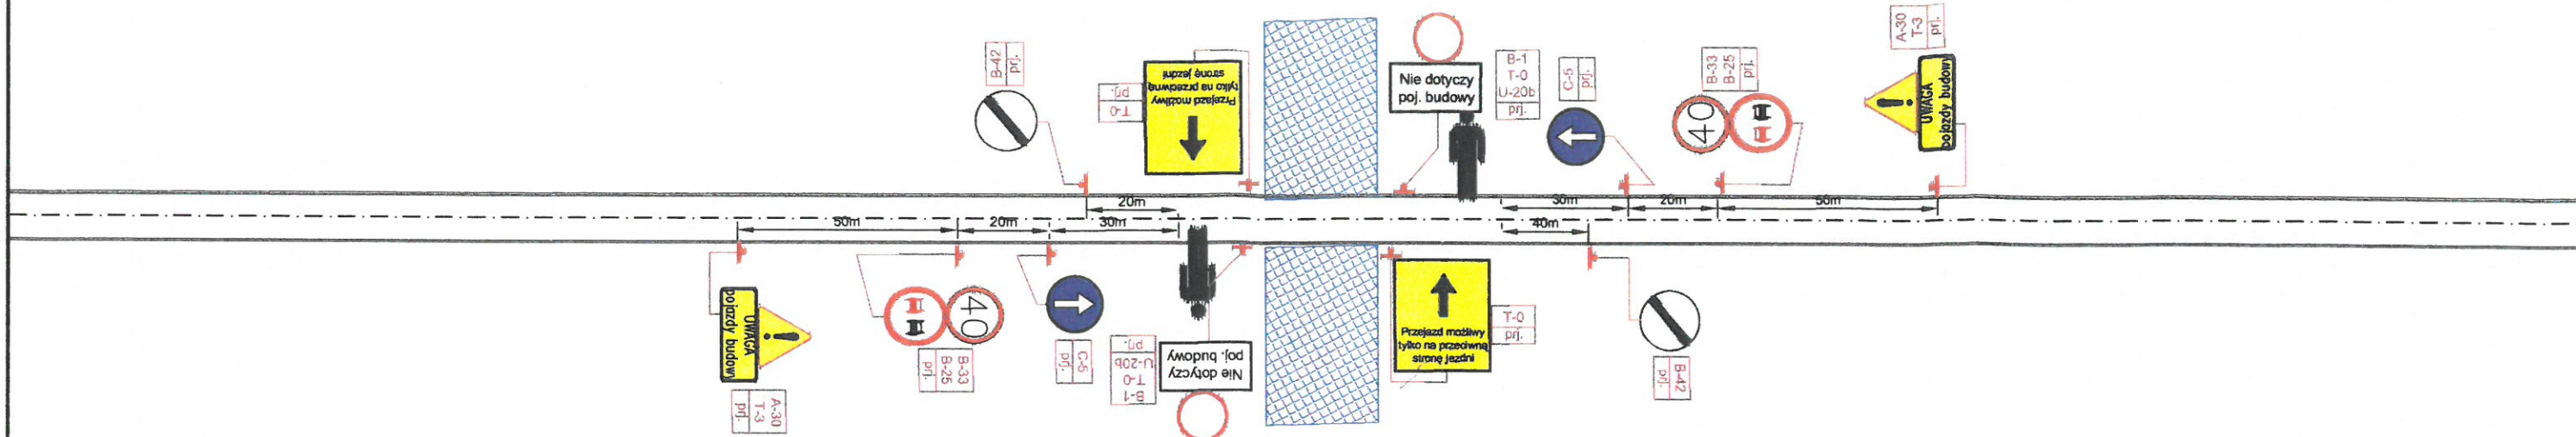 B-42
prj.
T-0
prj.
Przejazd możliwy
tylko na przeciwną
stronę jezdni
Nie dotyczy
poj. budowy
B-1
T-0
U-20b
prj.
C-5
prj.
40
B-33
B-25
prj.
A-30
T-3
prj.
UWAGA
pojazdy budowy
20m
30m
20m
50m
50m
20m
30m
40m
UWAGA
pojazdy budowy
A-30
T-3
prj.
40
B-33
B-25
prj.
C-5
prj.
B-1
T-0
U-20b
prj.
Nie dotyczy
poj. budowy
Przejazd możliwy
tylko na przeciwną
stronę jezdni
T-0
prj.
B-42
prj.